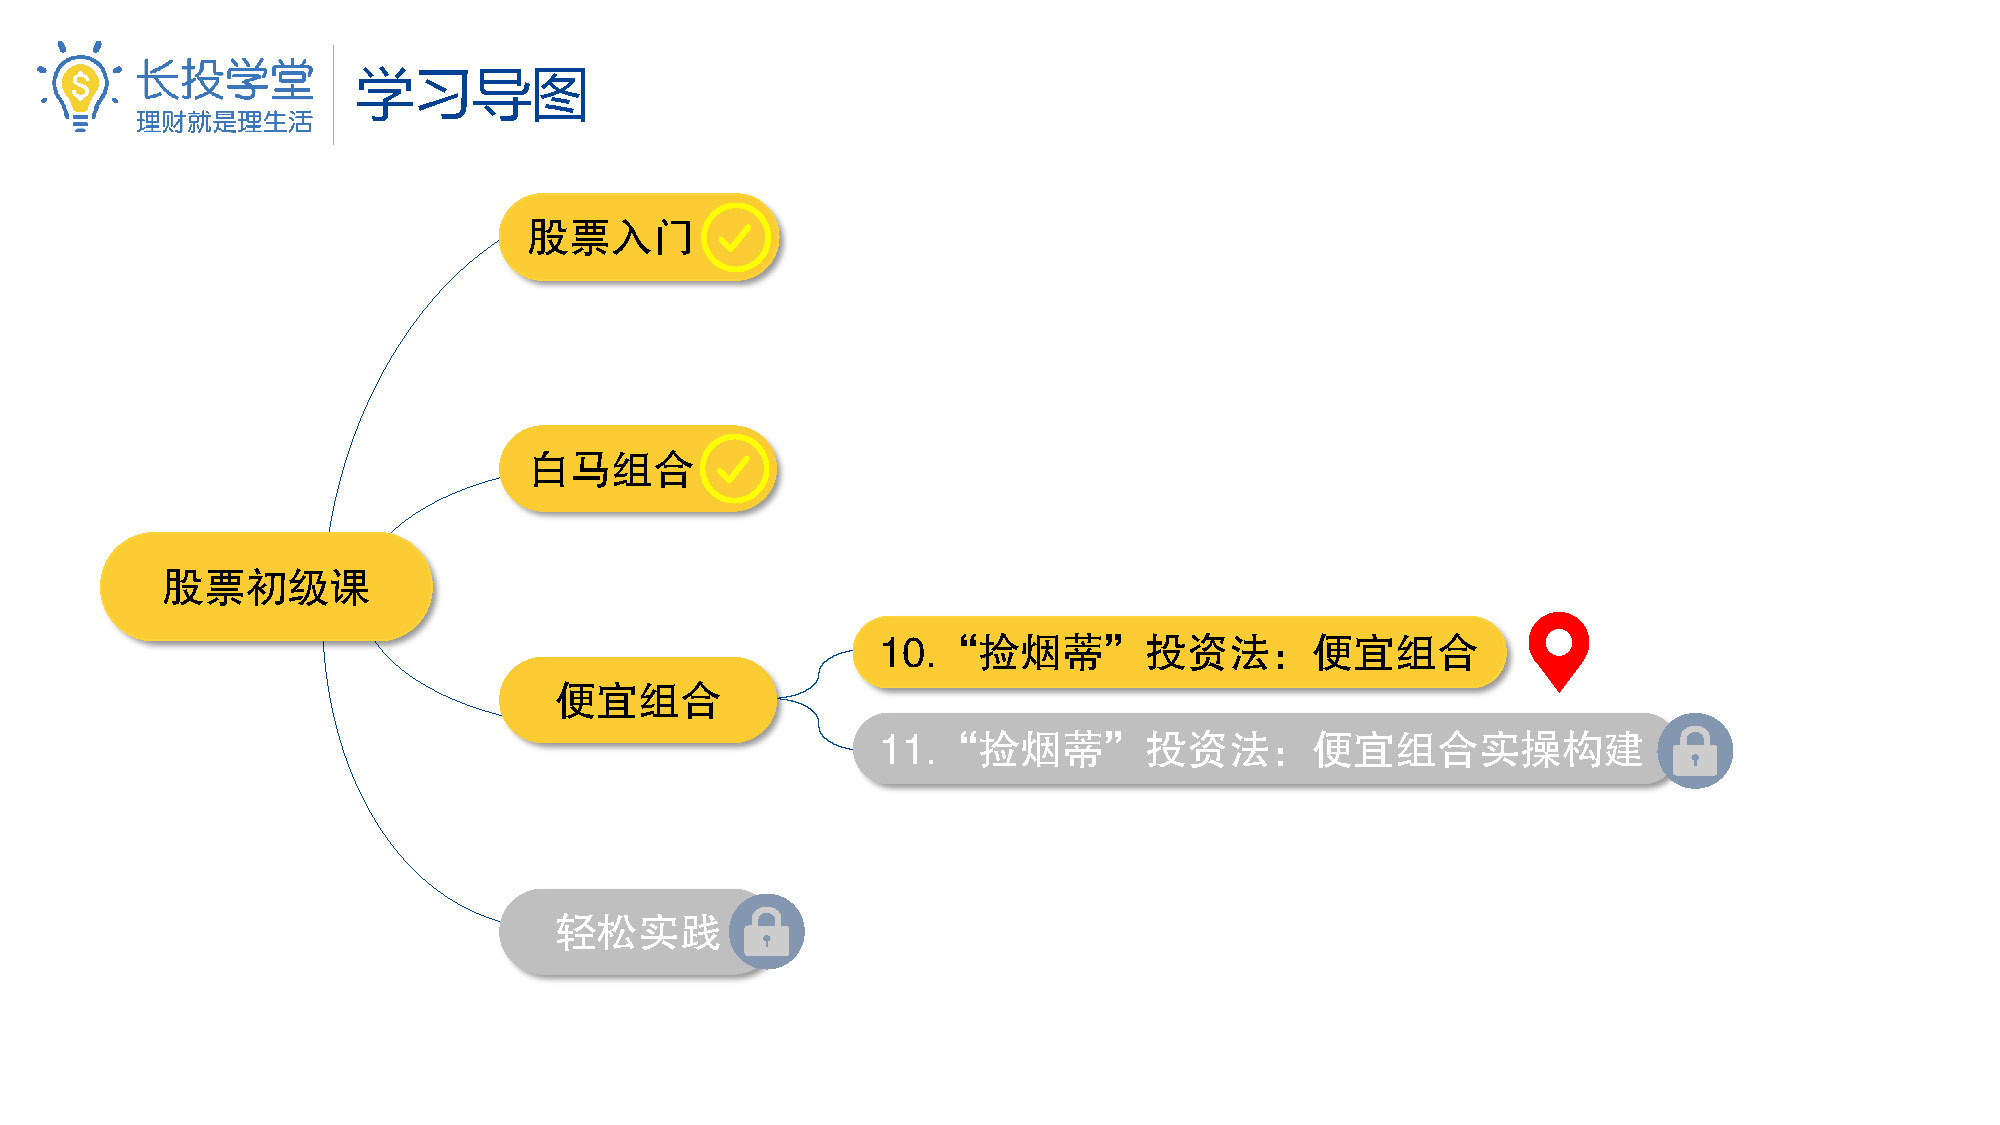 长投学堂
理财就是理生活
学习导图
股票入门
白马组合
股票初级课
便宜组合
10.“捡烟蒂”投资法：便宜组合
11.“捡烟蒂”投资法：便宜组合实操构建
轻松实践